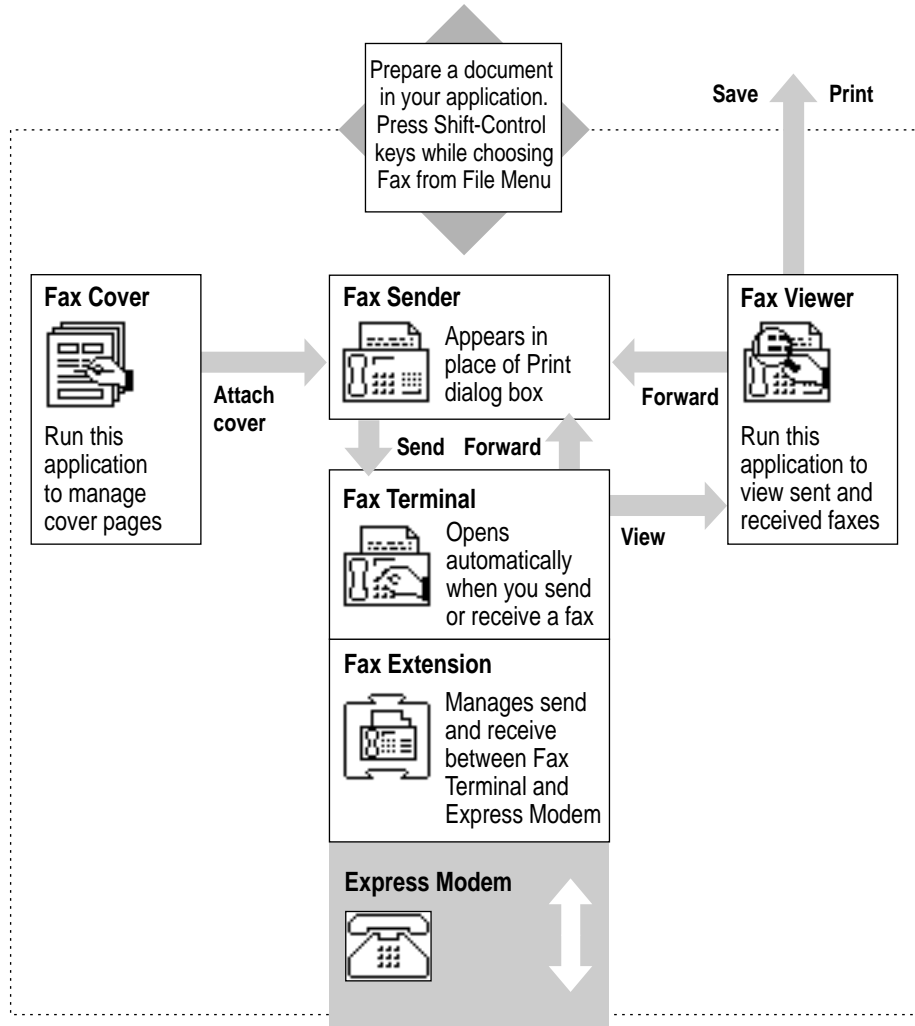 Prepare a document
in your application.
Press Shift-Control
keys while choosing
Fax from File Menu
Save
Print
Fax Cover
Run this
application
to manage
cover pages
Attach
cover
Fax Sender
Appears in
place of Print
dialog box
Forward
Fax Viewer
Run this
application to
view sent and
received faxes
Send
Forward
Fax Terminal
Opens
automatically
when you send
or receive a fax
View
Fax Extension
Manages send
and receive
between Fax
Terminal and
Express Modem
Express Modem